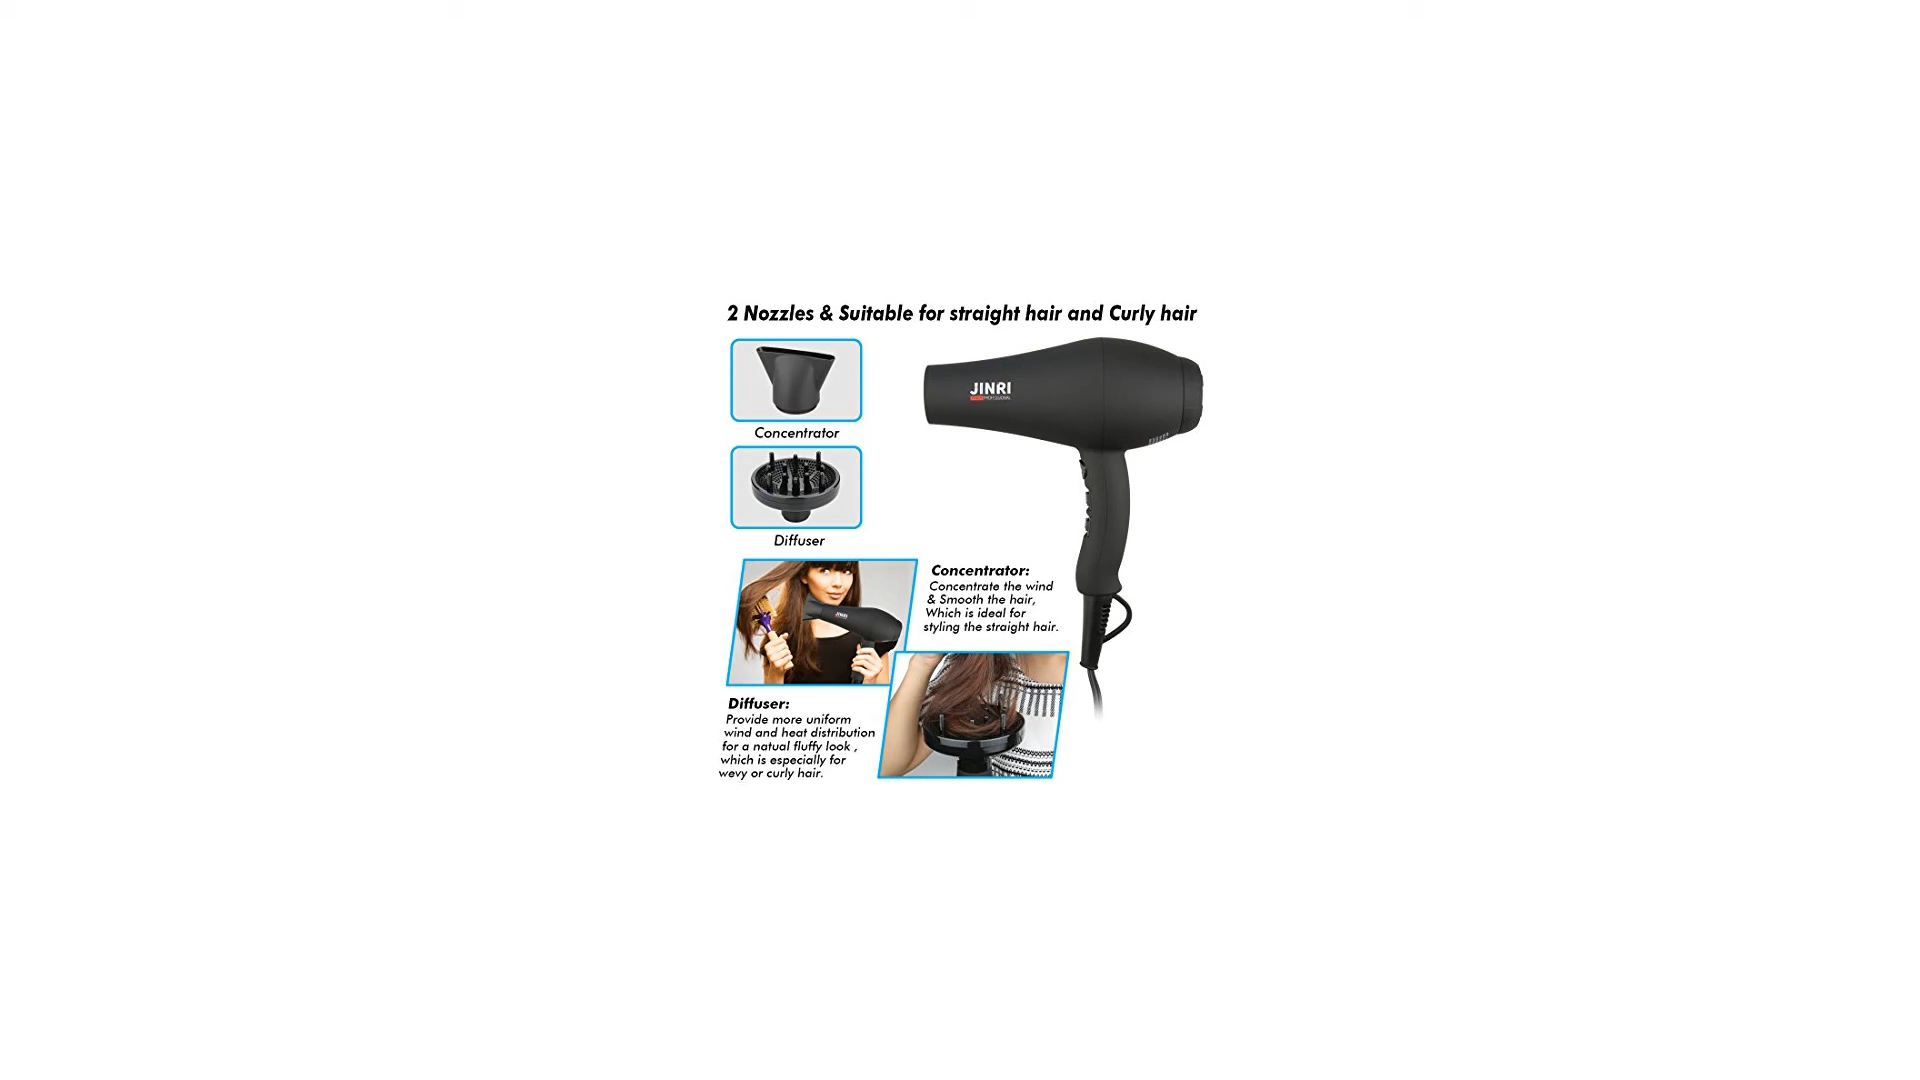 2 Nozzles & Suitable for straight hair and Curly hair
JINRI
PROFESSIONAL
Concentrator
Diffuser
Concentrator:
Concentrate the wind
& Smooth the hair,
Which is ideal for
styling the straight hair.
JINRI
Diffuser:
Provide more uniform
wind and heat distribution
for a natual fluffy look ,
which is especially for
wevy or curly hair.